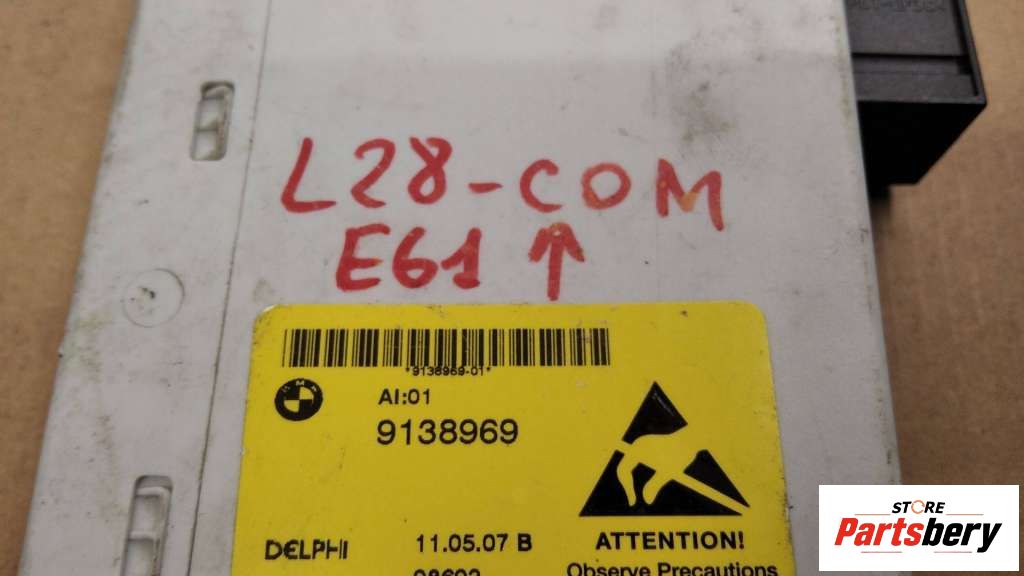 L28-COM
E61 ↑
*9138969-01*
AI:01
9138969
DELPHI
11.05.07 B
ATTENTION!
Observe Precautions
STORE
Partsbery